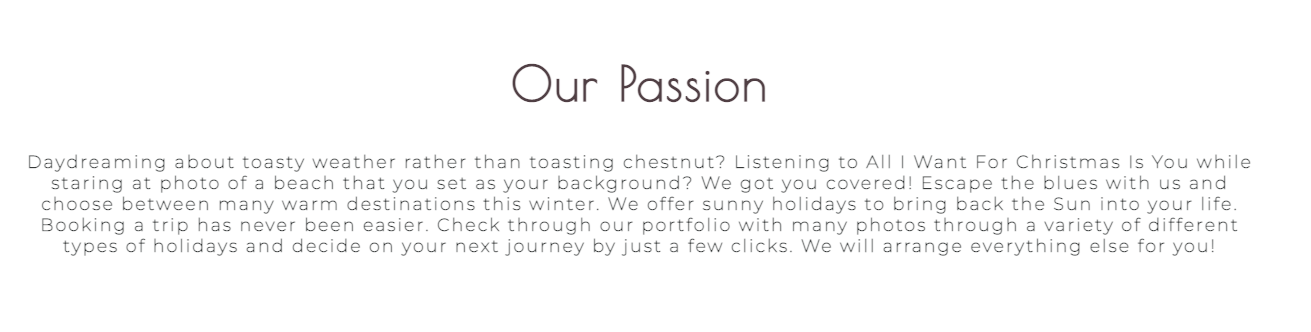 Our Passion
Daydreaming about toasty weather rather than toasting chestnut? Listening to All I Want For Christmas Is You while
staring at photo of a beach that you set as your background? We got you covered! Escape the blues with us and
choose between many warm destinations this winter. We offer sunny holidays to bring back the Sun into your life.
Booking a trip has never been easier. Check through our portfolio with many photos through a variety of different
types of holidays and decide on your next journey by just a few clicks. We will arrange everything else for you!